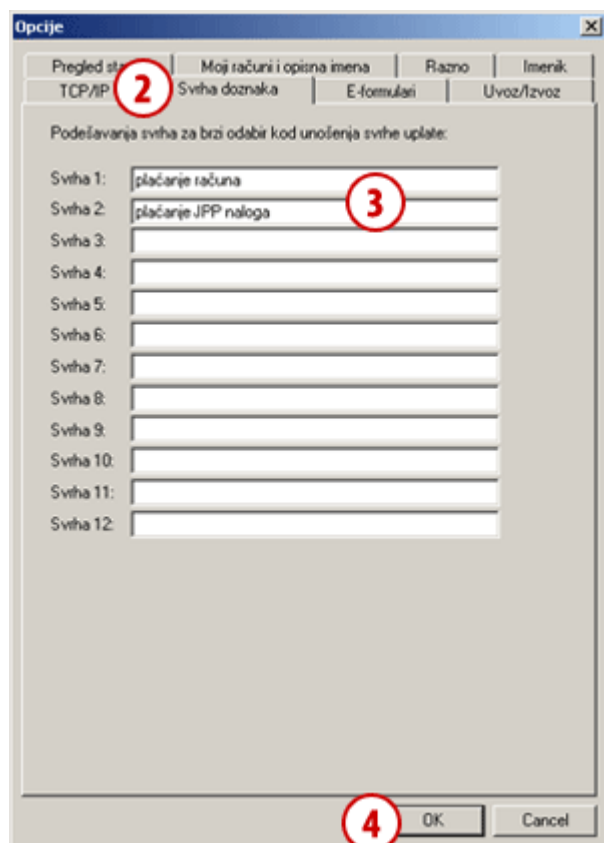 Opcije
Pregled sta
Moji računi i opisna imena
Razno
Imenik
TCP/IP
2
Svrha doznaka
E-formulari
Uvoz/Izvoz
Podešavanja svrha za brzi odabir kod unošenja svrhe uplate:
Svrha 1: plaćanje računa
3
Svrha 2: plaćanje JPP naloga
Svrha 3:
Svrha 4:
Svrha 5:
Svrha 6:
Svrha 7:
Svrha 8:
Svrha 9:
Svrha 10:
Svrha 11:
Svrha 12:
4
OK
Cancel